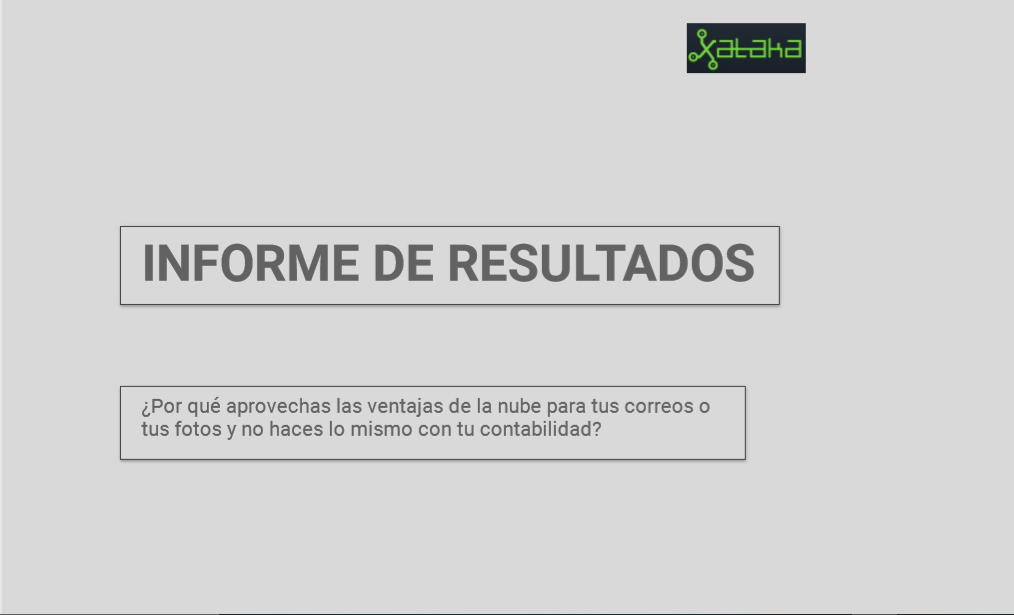 xataka
INFORME DE RESULTADOS
¿Por qué aprovechas las ventajas de la nube para tus correos o
tus fotos y no haces lo mismo con tu contabilidad?